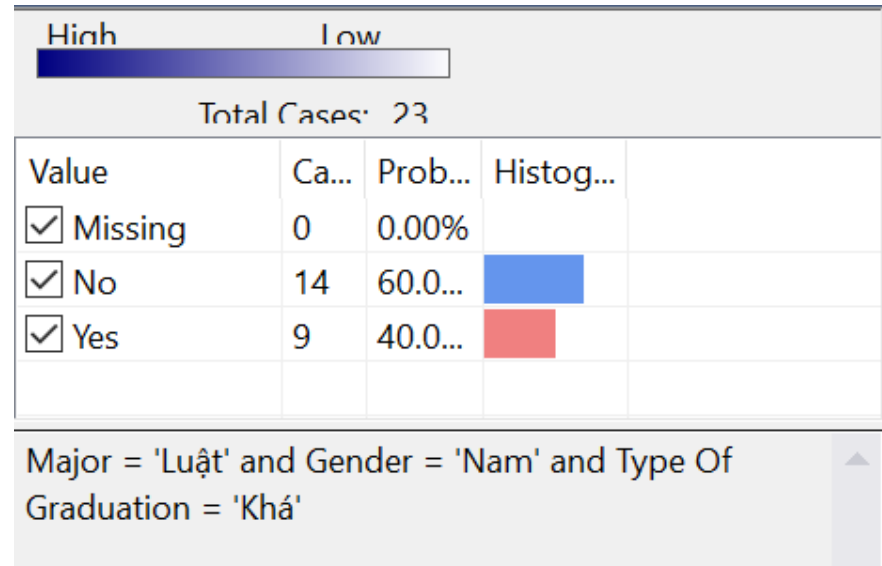 High Low
Total Cases: 23
Value Ca... Prob... Histog...
Missing 0 0.00%
No 14 60.0...
Yes 9 40.0...
Major = 'Luật' and Gender = 'Nam' and Type Of
Graduation = 'Khá'